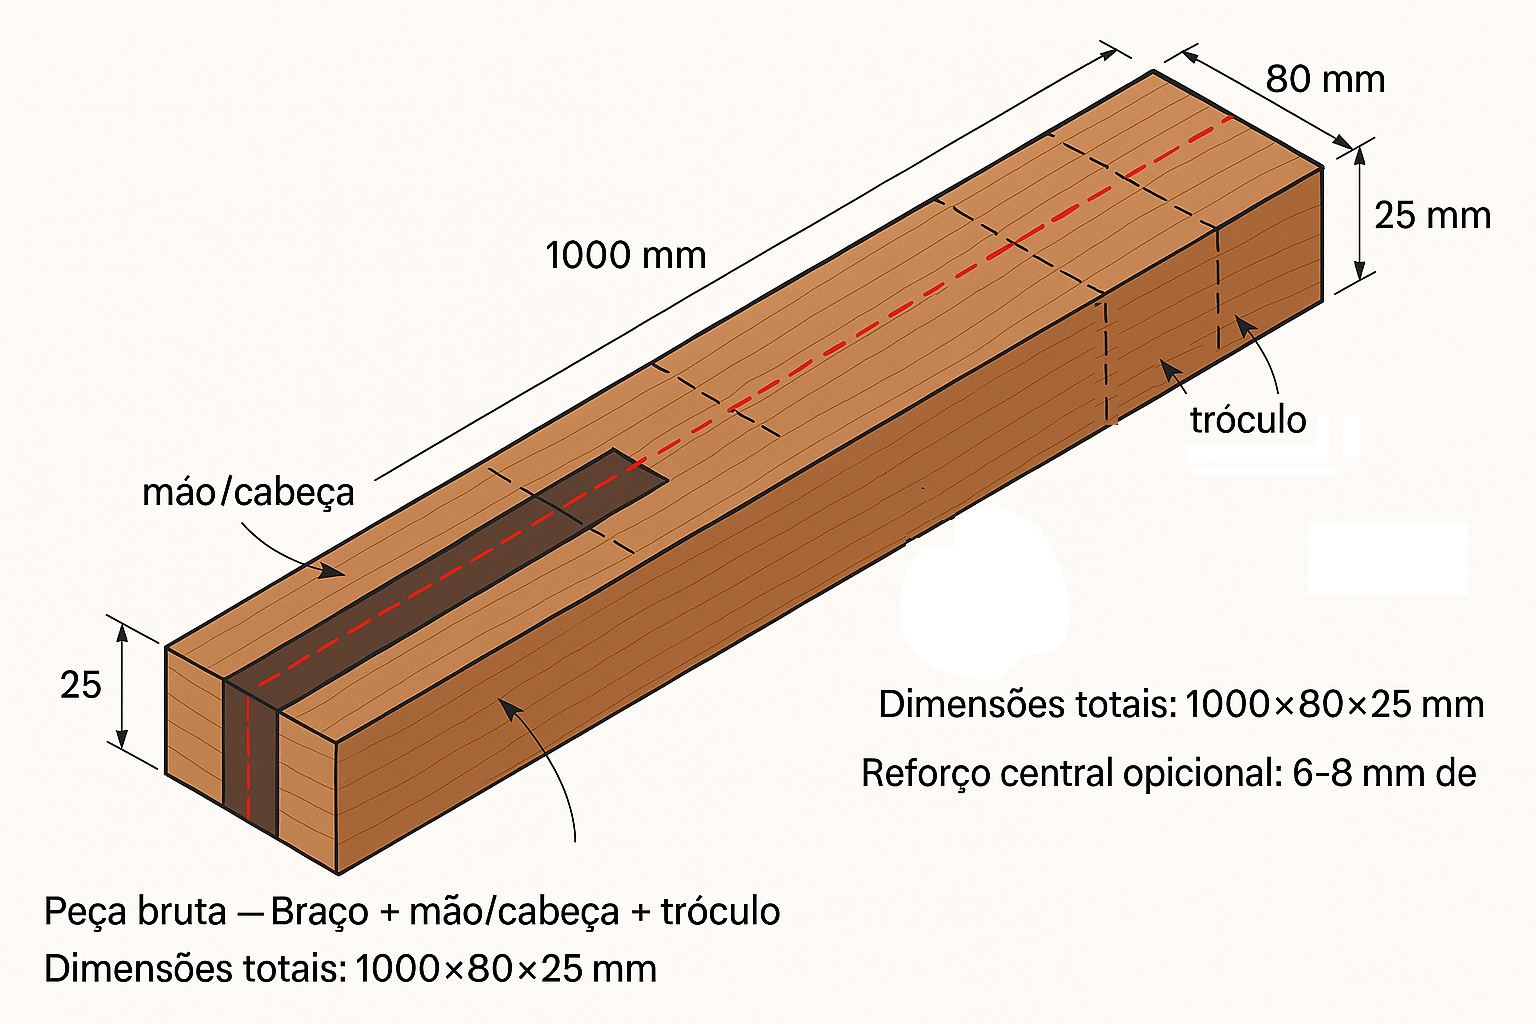 80 mm
25 mm
1000 mm
tróculo
máo/cabeça
25
Dimensões totais: 1000×80×25 mm
Reforço central opicional: 6-8 mm de
Peça bruta — Braço + mão/cabeça + tróculo
Dimensões totais: 1000×80×25 mm